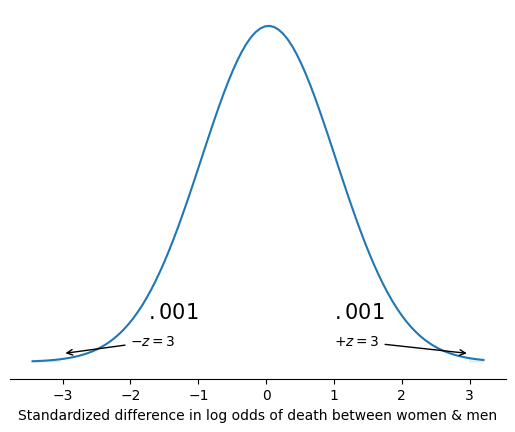 .001 .001
−z = 3 +z = 3
−3 −2 −1 0 1 2 3
Standardized difference in log odds of death between women & men